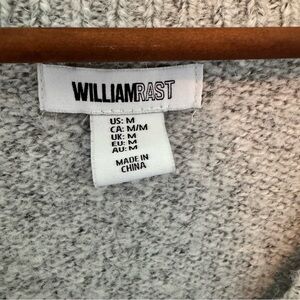 WILLIAMRAST
US: M
CA: M/M
UK: M
EU: M
AU: M
MADE IN
CHINA